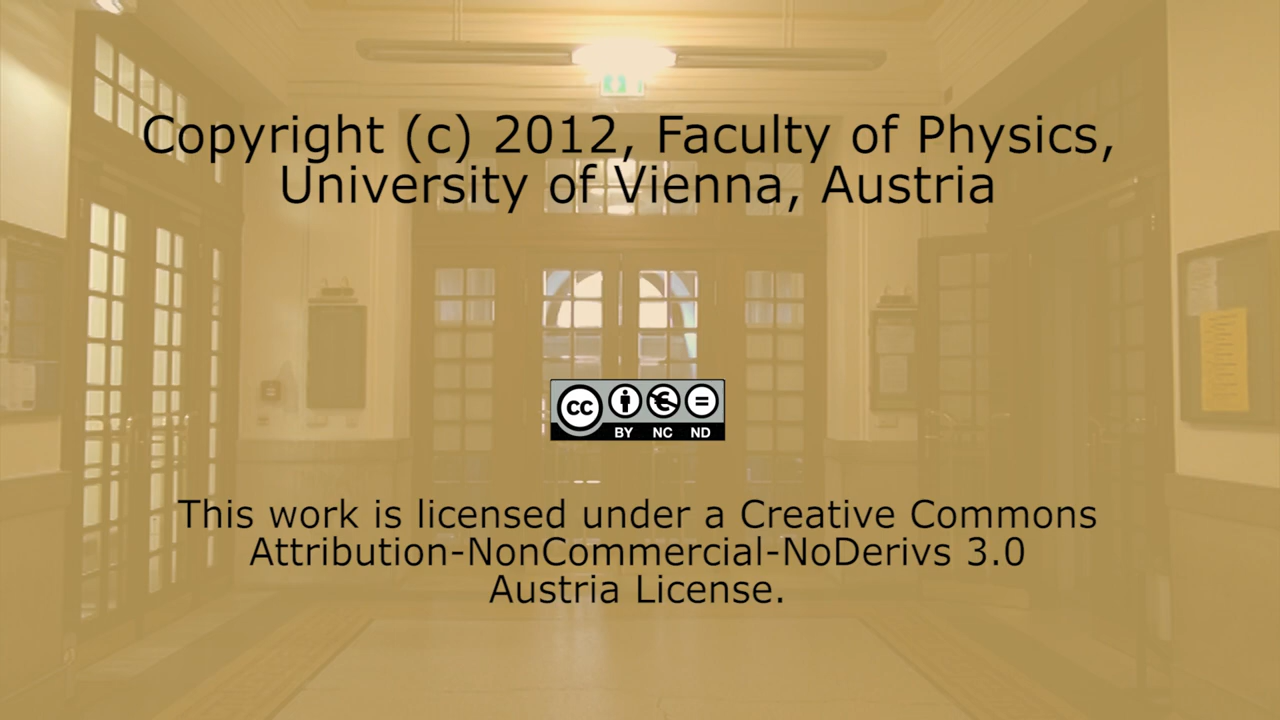 Copyright (c) 2012, Faculty of Physics,
University of Vienna, Austria
cc
BY NC ND
This work is licensed under a Creative Commons
Attribution-NonCommercial-NoDerivs 3.0
Austria License.